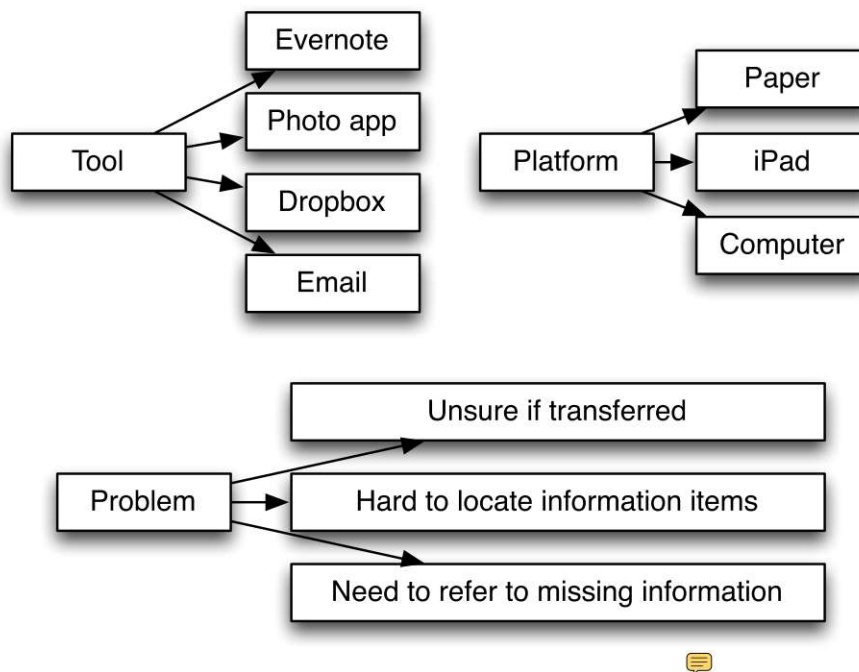 Tool
Evernote
Photo app
Dropbox
Email
Platform
Paper
iPad
Computer
Problem
Unsure if transferred
Hard to locate information items
Need to refer to missing information